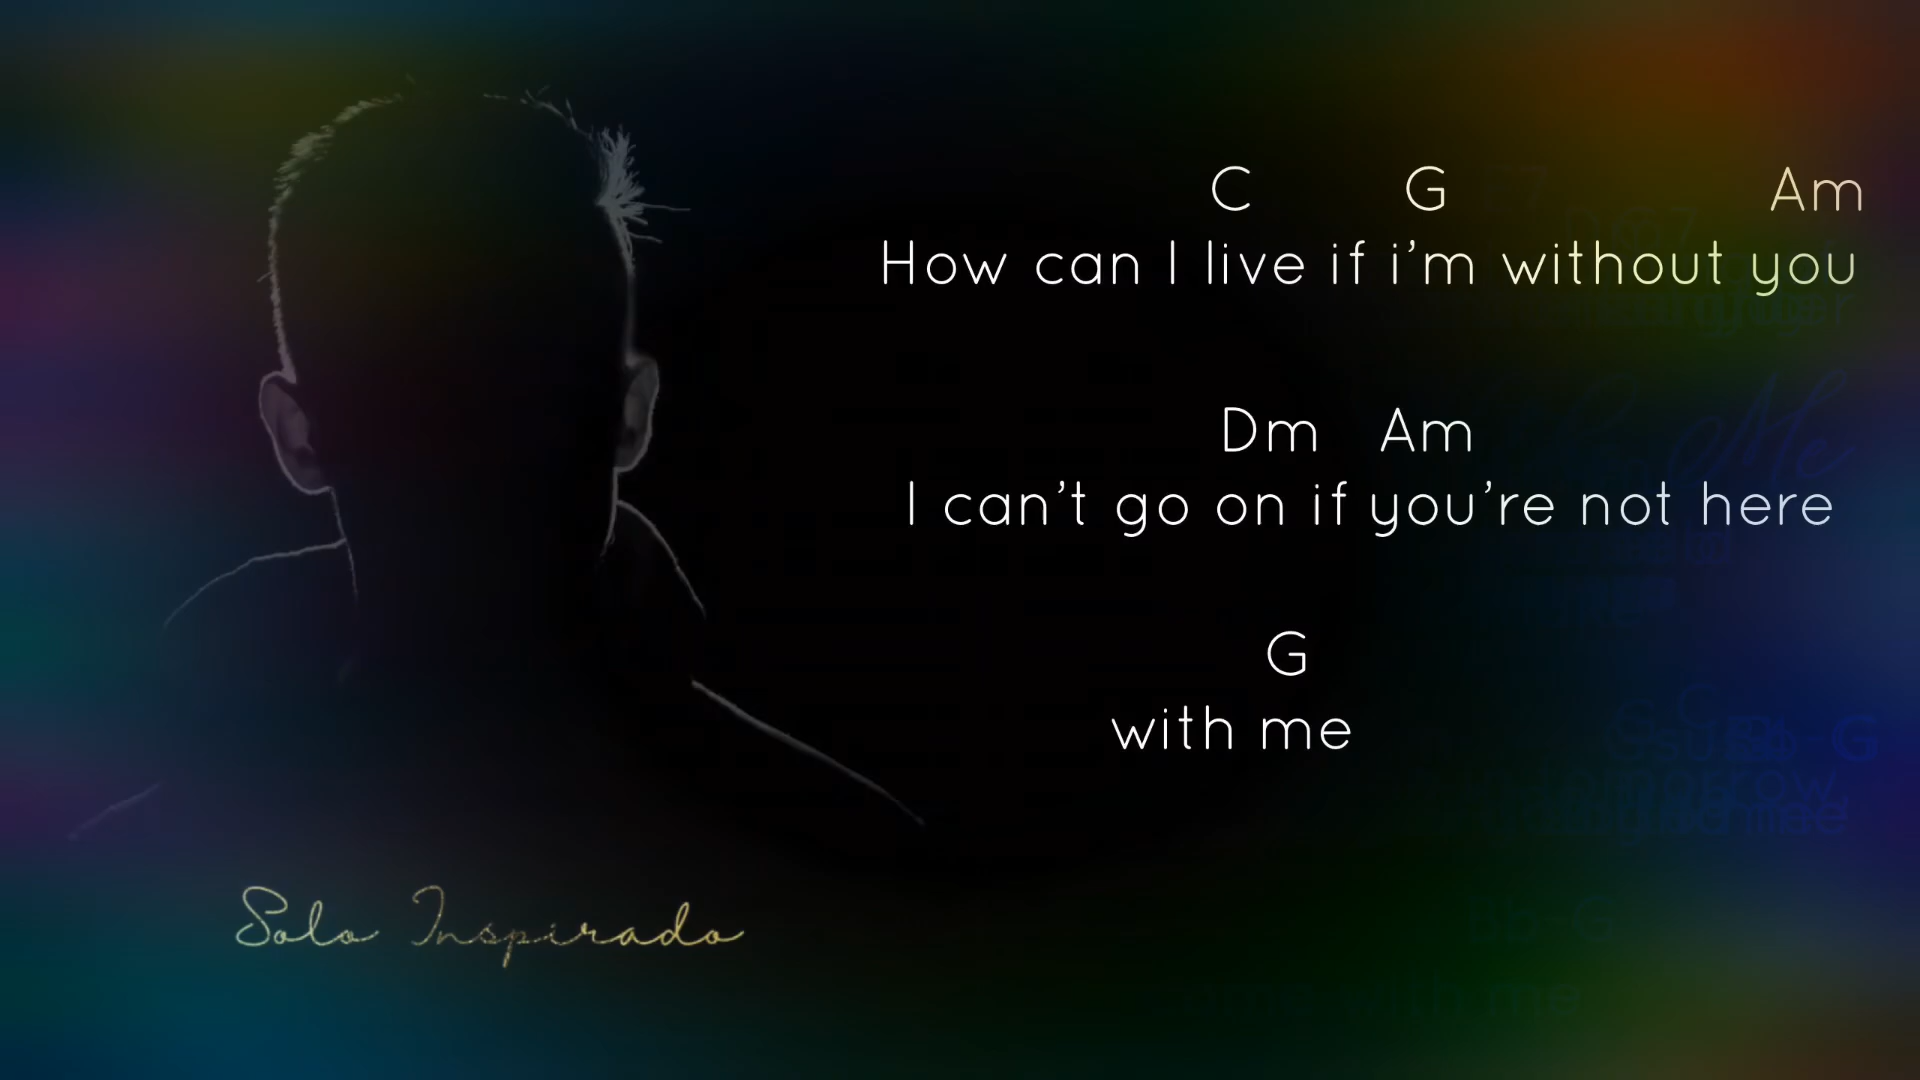 C G Am
How can I live if i’m without you
Dm Am
I can’t go on if you’re not here
G
with me
Solo Inspirado